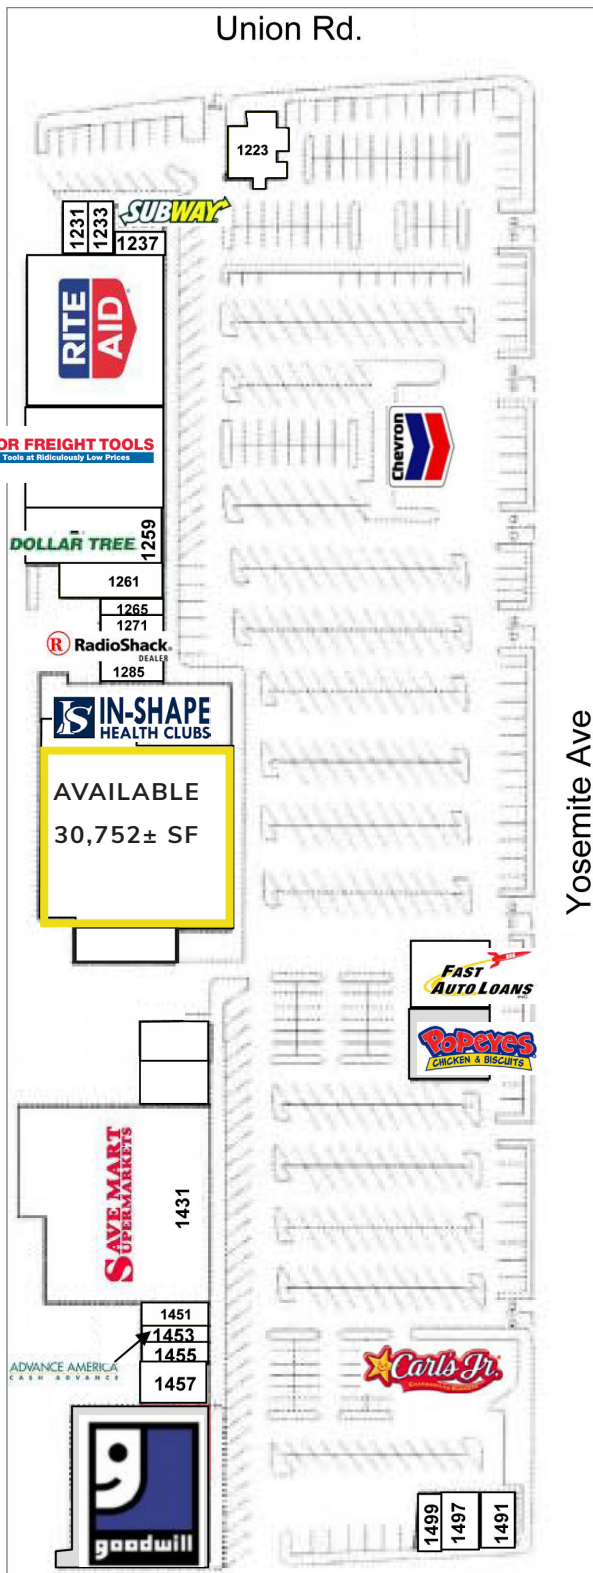 Union Rd.
1223
SUBWAY
1231
1233
1237
RITE
AID
OR FREIGHT TOOLS
Tools at Ridiculously Low Prices
Chevron
DOLLAR TREE
1259
1261
1265
1271
R RadioShack.
DEALER
1285
IN-SHAPE
HEALTH CLUBS
AVAILABLE
30,752± SF
Yosemite Ave
FAST
AUTO LOANS
INC
POPEYES
CHICKEN & BISCUITS
SAVE MART
SUPERMARKETS
1431
1451
1453
1455
1457
ADVANCE AMERICA
CASH ADVANCE
Carl's Jr.
CHARBROILED BURGERS
goodwill
1499
1497
1491